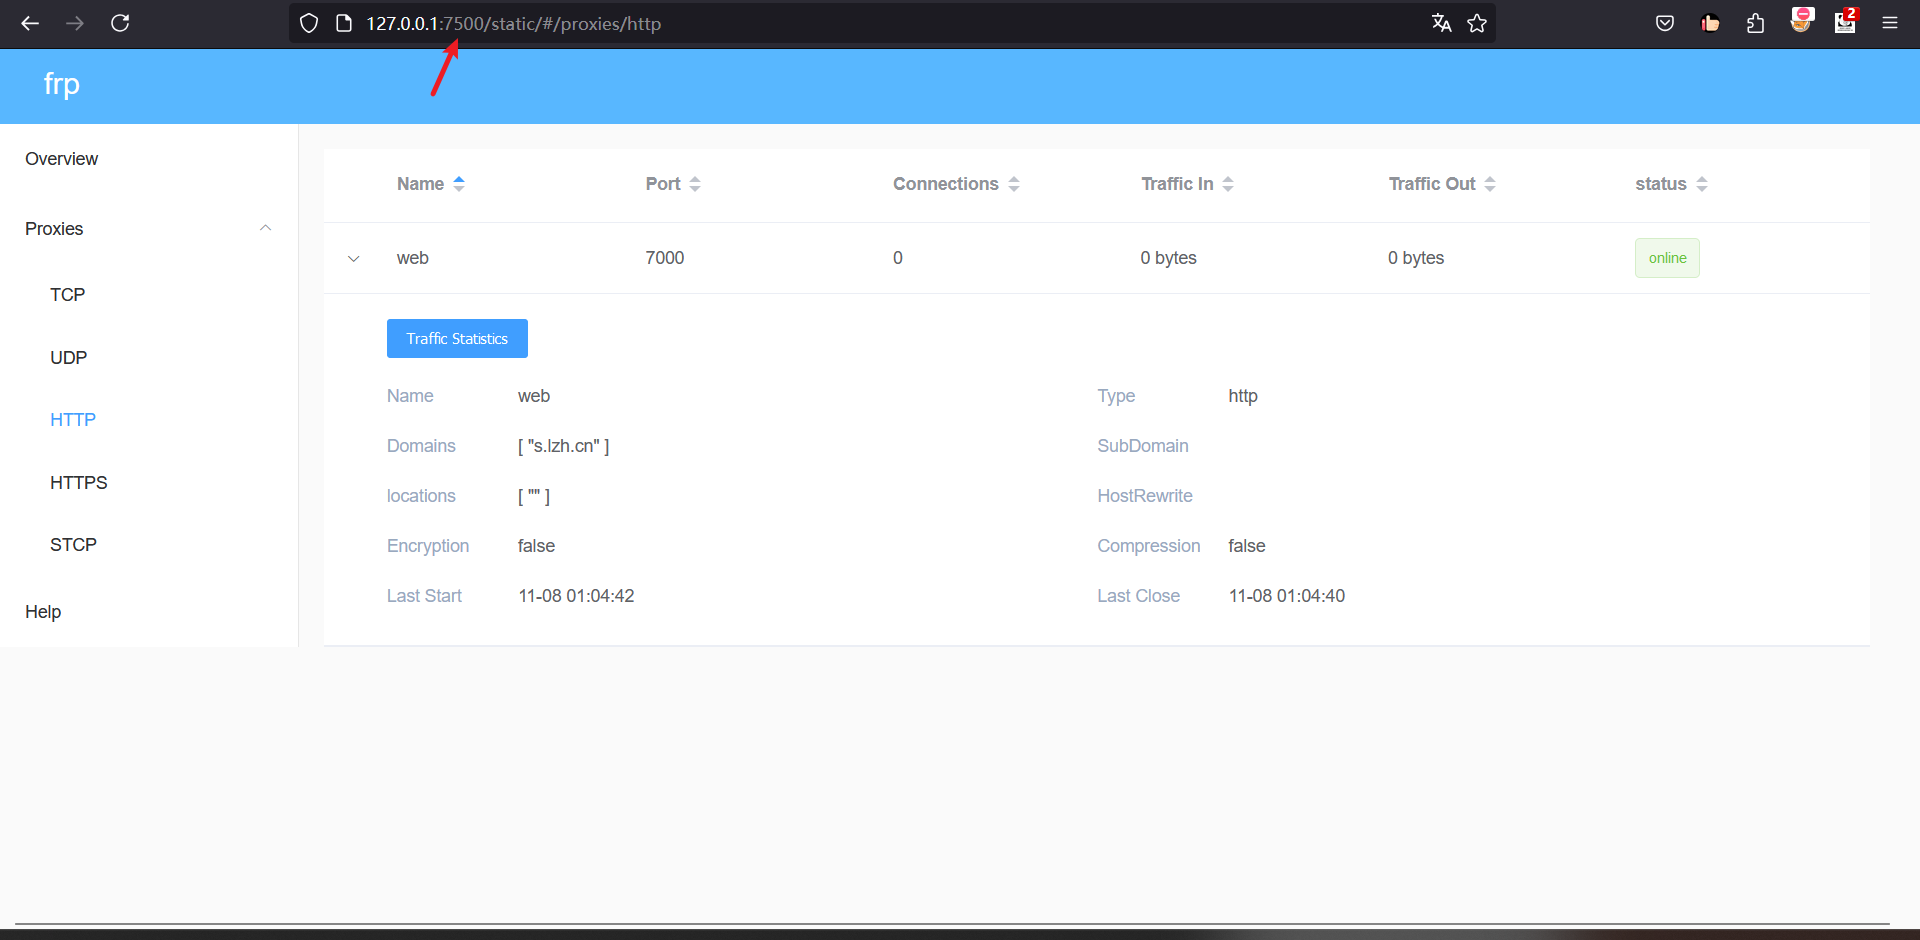 127.0.0.1:7500/static/#/proxies/http
2
frp
Overview
Proxies
TCP
UDP
HTTP
HTTPS
STCP
Help
Name Port Connections Traffic In Traffic Out status
web 7000 0 0 bytes 0 bytes online
Traffic Statistics
Name web Type http
Domains [ "s.lzh.cn" ] SubDomain
locations [ "" ] HostRewrite
Encryption false Compression false
Last Start 11-08 01:04:42 Last Close 11-08 01:04:40